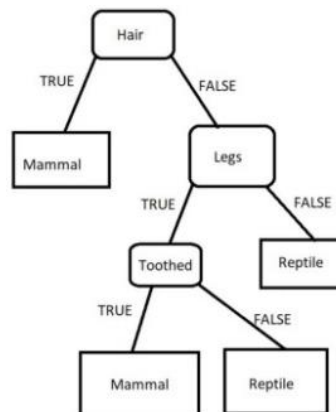 Hair
TRUE
FALSE
Mammal
Legs
TRUE
FALSE
Toothed
Reptile
TRUE
FALSE
Mammal
Reptile